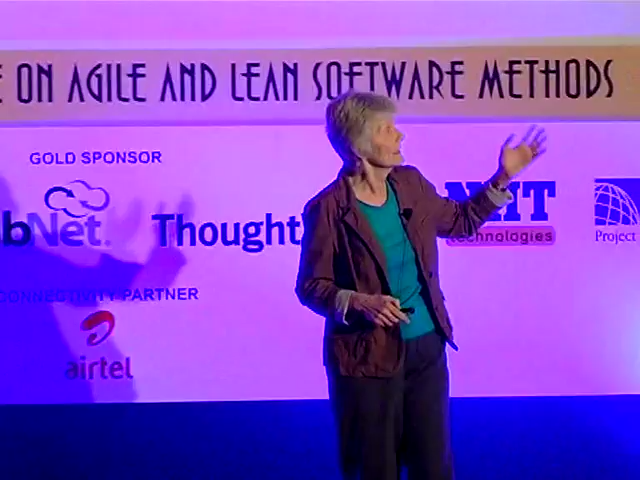 ON AGILE AND LEAN SOFTWARE METHODS
GOLD SPONSOR
bNet.
Thought
technologies
Project
CONNECTIVITY PARTNER
airtel